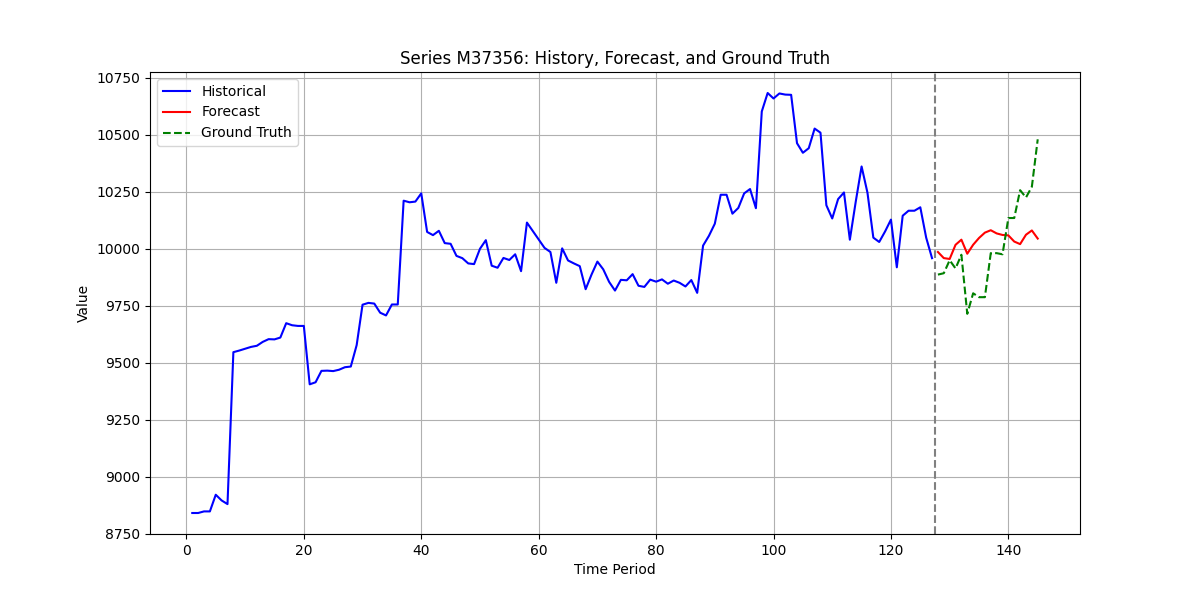 Series M37356: History, Forecast, and Ground Truth
Historical
Forecast
Ground Truth
Value
10750
10500
10250
10000
9750
9500
9250
9000
8750
0 20 40 60 80 100 120 140
Time Period